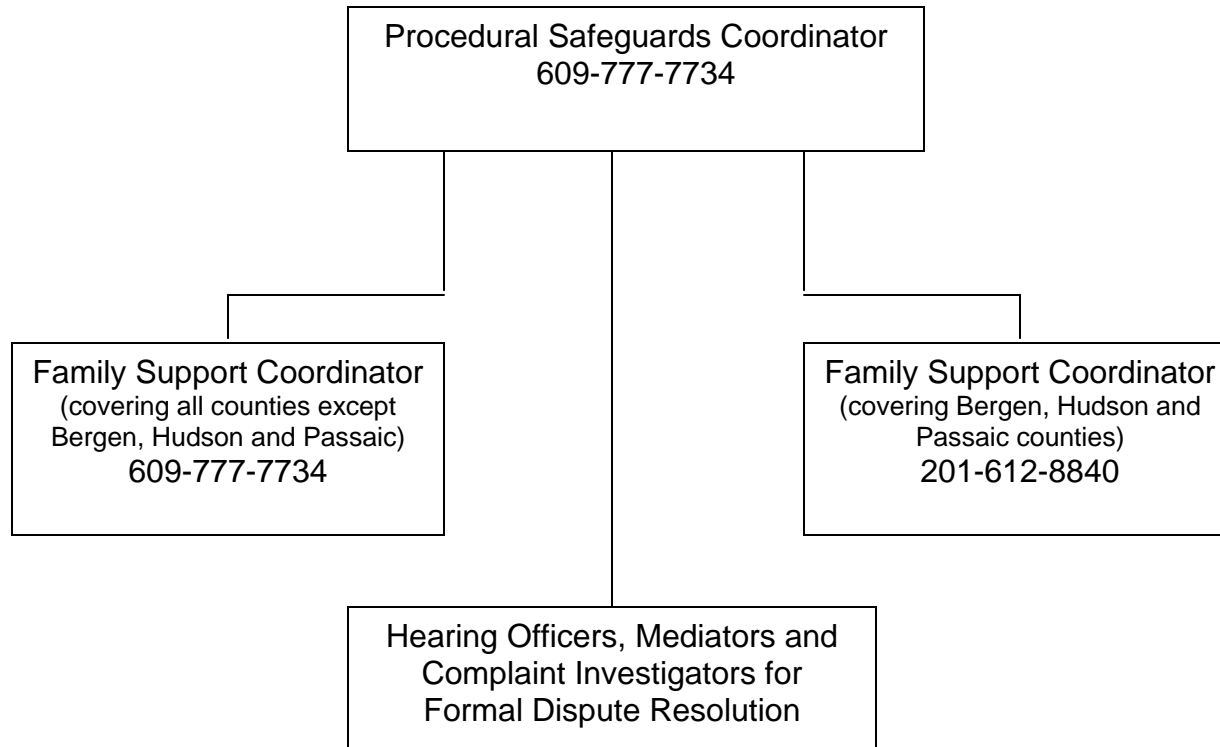 Procedural Safeguards Coordinator
609-777-7734
Family Support Coordinator
(covering all counties except
Bergen, Hudson and Passaic)
609-777-7734
Family Support Coordinator
(covering Bergen, Hudson and
Passaic counties)
201-612-8840
Hearing Officers, Mediators and
Complaint Investigators for
Formal Dispute Resolution